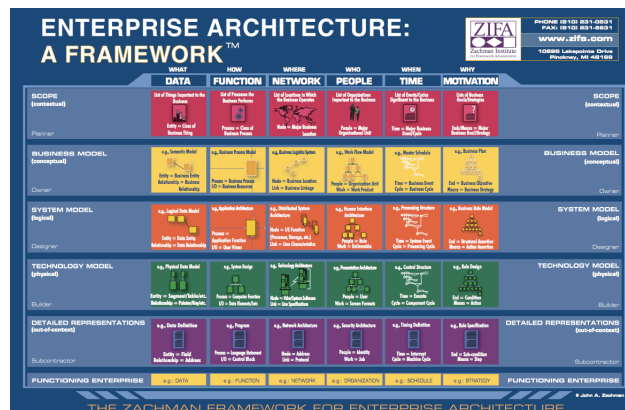 ENTERPRISE ARCHITECTURE:
A FRAMEWORK™
ZIFA
Zachman Institute
for Framework Advancement
PHONE (810) 231-0531
www.zifa.com
10895 Lakepointe Drive
Pinckney, MI 48169
WHAT HOW WHERE WHO WHEN WHY
DATA FUNCTION NETWORK PEOPLE TIME MOTIVATION
SCOPE
(contextual)
Planner
List of Things Important to the
Business
Entity = Class of
Business Thing
List of Processes the
Business Performs
Process = Class of
Business Process
List of Locations in Which
the Business Operates
Node = Major Business
Location
List of Organizations
Important to the Business
People = Major
Organizational Unit
List of Events/Cycles
Significant to the Business
Time = Major Business
Event/Cycle
Lists of Business
Goals/Strategies
Ends/Means = Major
Business Goal/Strategy
SCOPE
(contextual)
Planner
BUSINESS MODEL
(conceptual)
Owner
e.g., Semantic Model
Entity = Business Entity
Relationship = Business
Relationship
e.g., Business Process Model
Process = Business Process
I/O = Business Resources
e.g., Business Logistics System
Node = Business Location
Link = Business Linkage
e.g., Work Flow Model
People = Organization Unit
Work = Work Product
e.g., Master Schedule
Time = Business Event
Cycle = Business Cycle
e.g., Business Plan
End = Business Objective
Means = Business Strategy
BUSINESS MODEL
(conceptual)
Owner
SYSTEM MODEL
(logical)
Designer
e.g., Logical Data Model
Entity = Data Entity
Relationship = Data Relationship
e.g., Application Architecture
Process =
Application Function
I/O = User Views
e.g., Distributed System
Architecture
Node = I/S Function
(Processor, Storage, etc.)
Link = Line Characteristics
e.g., Human Interface
Architecture
People = Role
Work = Deliverable
e.g., Processing Structure
Time = System Event
Cycle = Processing Cycle
e.g., Business Rule Model
End = Structural Assertion
Means = Action Assertion
SYSTEM MODEL
(logical)
Designer
TECHNOLOGY MODEL
(physical)
Builder
e.g., Physical Data Model
Entity = Segment/Table/etc.
Relationship = Pointer/Key/etc.
e.g., System Design
Process = Computer Function
I/O = Data Elements/Sets
e.g., Technology Architecture
Node = Hdw/System Software
Link = Line Specifications
e.g., Presentation Architecture
People = User
Work = Screen Formats
e.g., Control Structure
Time = Execute
Cycle = Component Cycle
e.g., Rule Design
End = Condition
Means = Action
TECHNOLOGY MODEL
(physical)
Builder
DETAILED REPRESENTATIONS
(out-of-context)
Subcontractor
e.g., Data Definition
Entity = Field
Relationship = Address
e.g., Program
Process = Language Statement
I/O = Control Block
e.g., Network Architecture
Node = Address
Link = Protocol
e.g., Security Architecture
People = Identity
Work = Job
e.g., Timing Definition
Time = Interrupt
Cycle = Machine Cycle
e.g., Rule Specification
End = Sub-condition
Means = Step
DETAILED REPRESENTATIONS
(out-of-context)
Subcontractor
FUNCTIONING ENTERPRISE e.g.: DATA e.g.: FUNCTION e.g.: NETWORK e.g.: ORGANIZATION e.g.: SCHEDULE e.g.: STRATEGY FUNCTIONING ENTERPRISE
© John A. Zachman
THE ZACHMAN FRAMEWORK FOR ENTERPRISE ARCHITECTURE